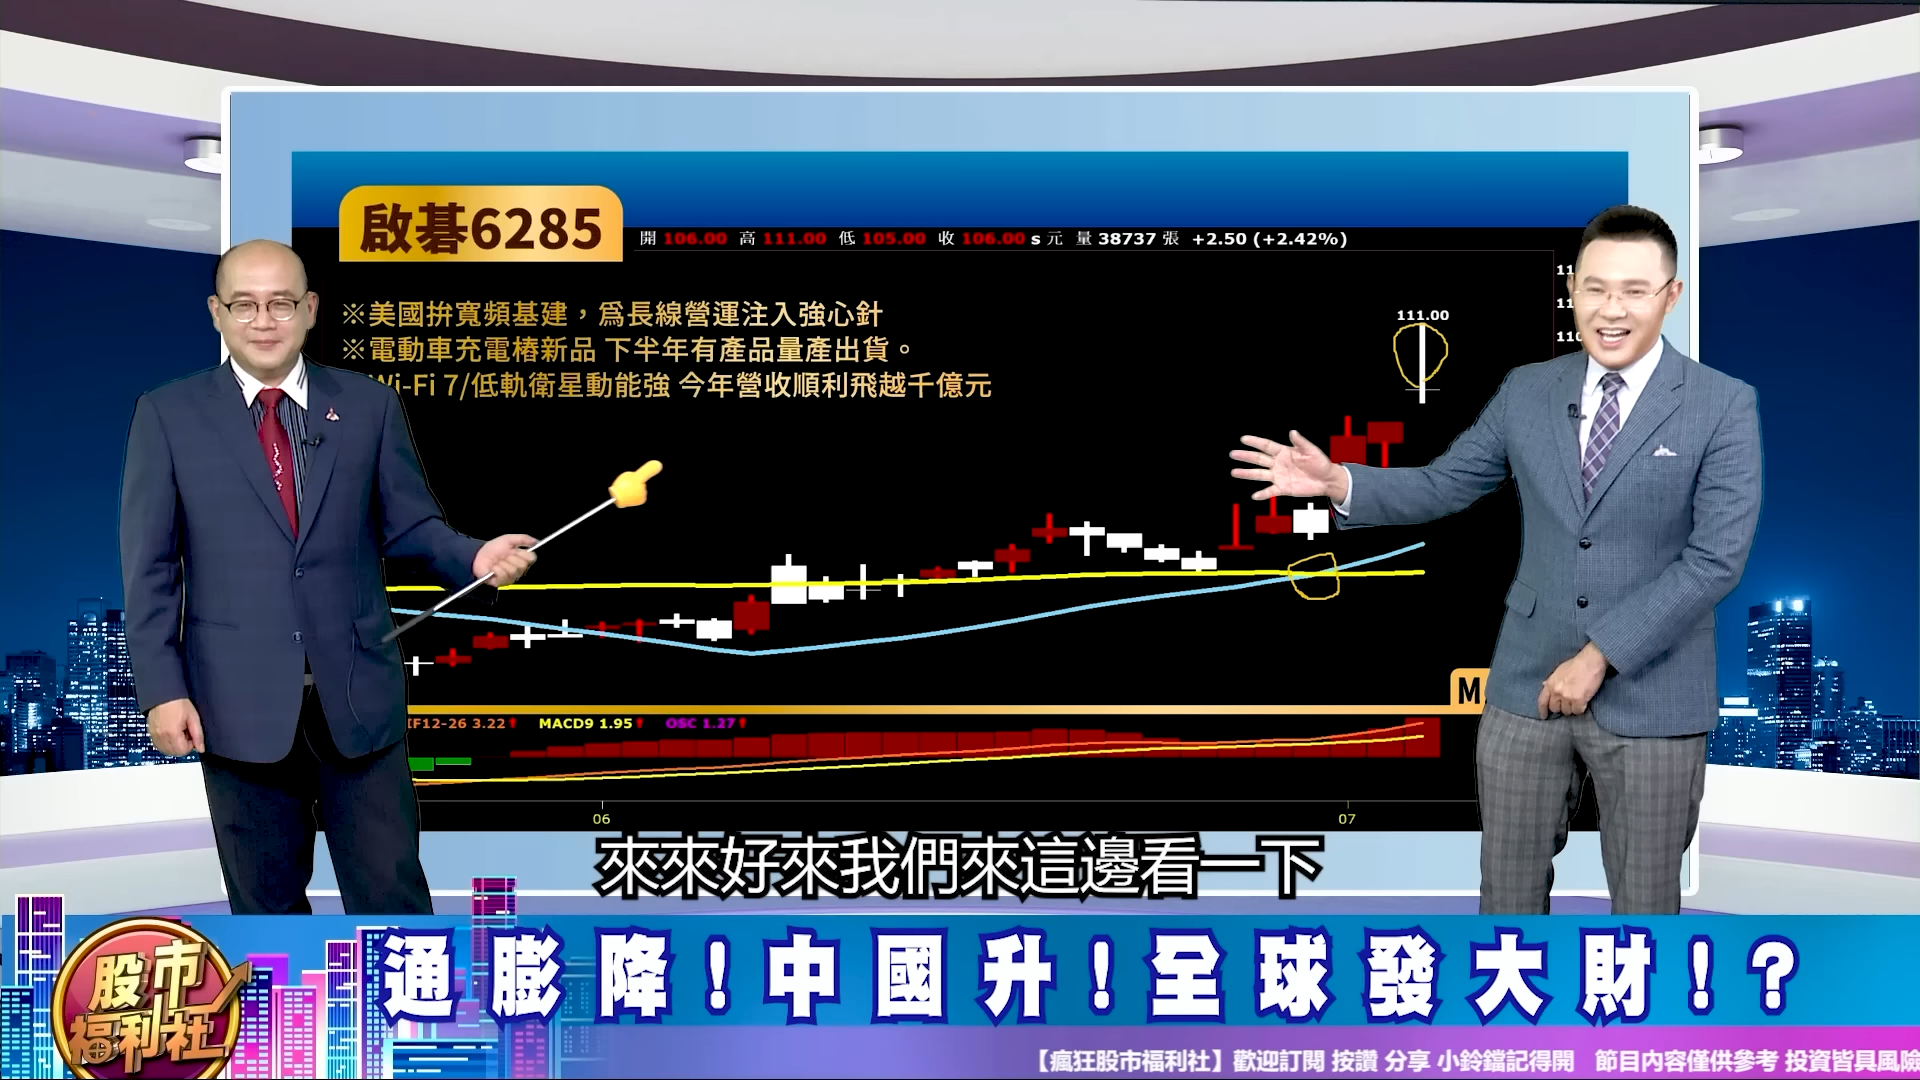 啟碁6285
開 106.00 高 111.00 低 105.00 收 106.00 s 元 量 38737 張 +2.50 (+2.42%)
※美國拚寬頻基建，為長線營運注入強心針
※電動車充電樁新品 下半年有產品量產出貨。
Wi-Fi 7/低軌衛星動能強 今年營收順利飛越千億元
111.00
M
F12-26 3.22 MACD9 1.95 OSC 1.27
06 07
來來好來我們來這邊看一下
通膨降！中國升！全球發大財！？
股市
福利社
【瘋狂股市福利社】歡迎訂閱 按讚 分享 小鈴鐺記得開 節目內容僅供參考 投資皆具風險